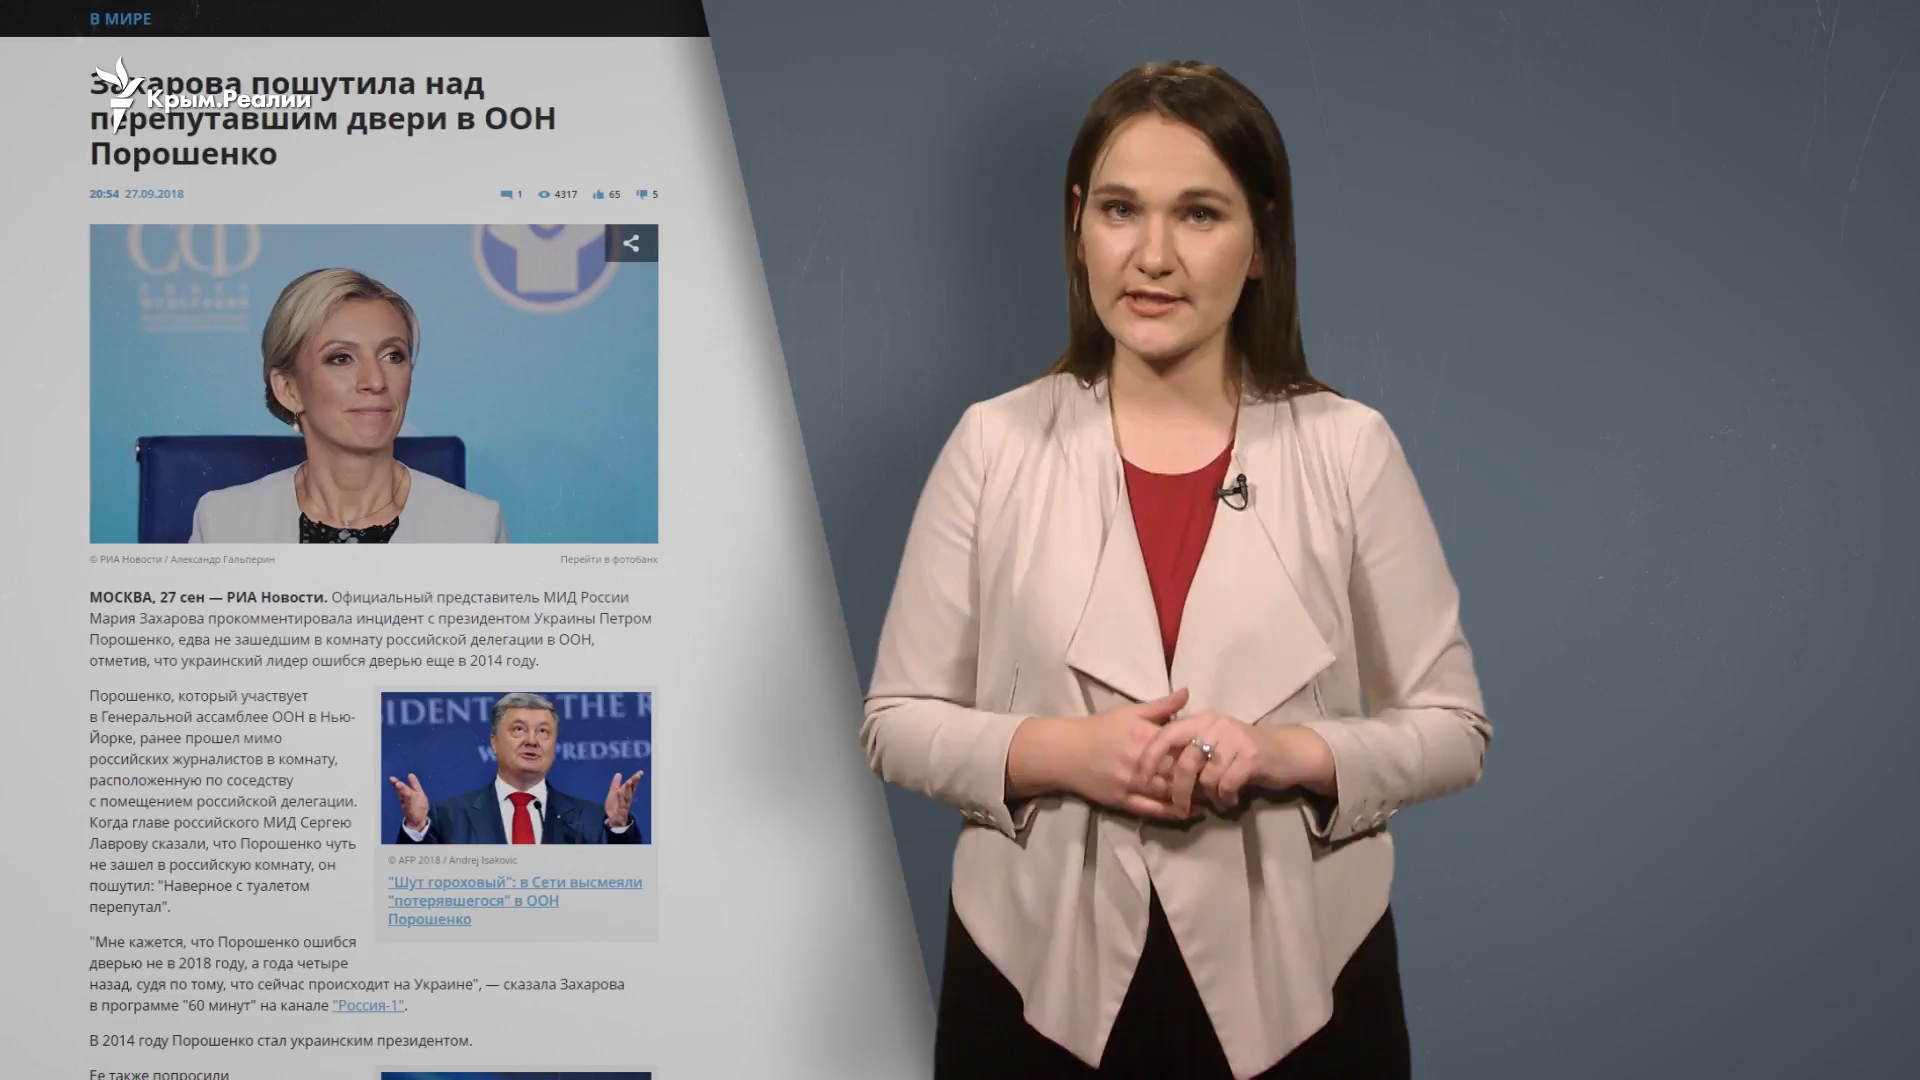 В МИРЕ
Захарова пошутила над
перепутавшим двери в ООН
Порошенко
Крым.Реалии
20:54 27.09.2018
1 4317 65 5
СФ
© РИА Новости / Александр Гальперин
Перейти в фотобанк
МОСКВА, 27 сен — РИА Новости. Официальный представитель МИД России
Мария Захарова прокомментировала инцидент с президентом Украины Петром
Порошенко, едва не зашедшим в комнату российской делегации в ООН,
отметив, что украинский лидер ошибся дверью еще в 2014 году.
Порошенко, который участвует
в Генеральной ассамблее ООН в Нью-
Йорке, ранее прошел мимо
российских журналистов в комнату,
расположенную по соседству
с помещением российской делегации.
Когда главе российского МИД Сергею
Лаврову сказали, что Порошенко чуть
не зашел в российскую комнату, он
пошутил: "Наверное с туалетом
перепутал".
IDENT THE R
PREDSED
© AFP 2018 / Andrej Isakovic
"Шут гороховый": в Сети высмеяли
"потерявшегося" в ООН
Порошенко
"Мне кажется, что Порошенко ошибся
дверью не в 2018 году, а года четыре
назад, судя по тому, что сейчас происходит на Украине", — сказала Захарова
в программе "60 минут" на канале "Россия-1".
В 2014 году Порошенко стал украинским президентом.
Ее также попросили